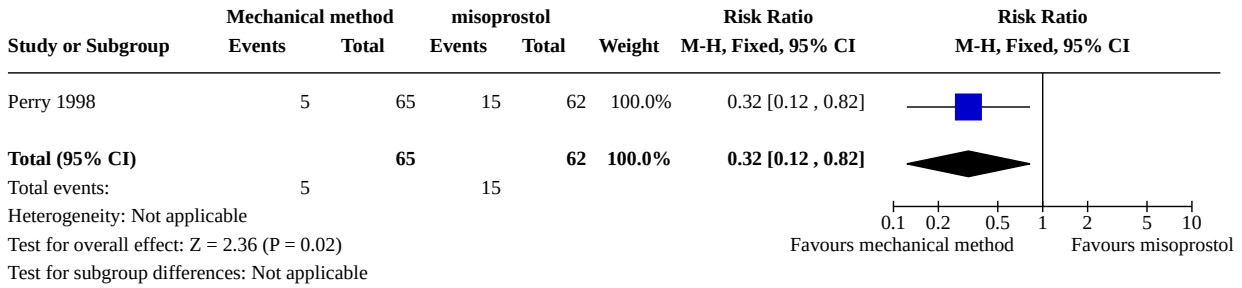 Mechanical method misoprostol Risk Ratio Risk Ratio
Study or Subgroup Events Total Events Total Weight M-H, Fixed, 95% CI M-H, Fixed, 95% CI
Perry 1998 5 65 15 62 100.0% 0.32 [0.12 , 0.82]
Total (95% CI) 65 62 100.0% 0.32 [0.12 , 0.82]
Total events: 5 15
Heterogeneity: Not applicable
0.1 0.2 0.5 1 2 5 10
Test for overall effect: Z = 2.36 (P = 0.02) Favours mechanical method Favours misoprostol
Test for subgroup differences: Not applicable